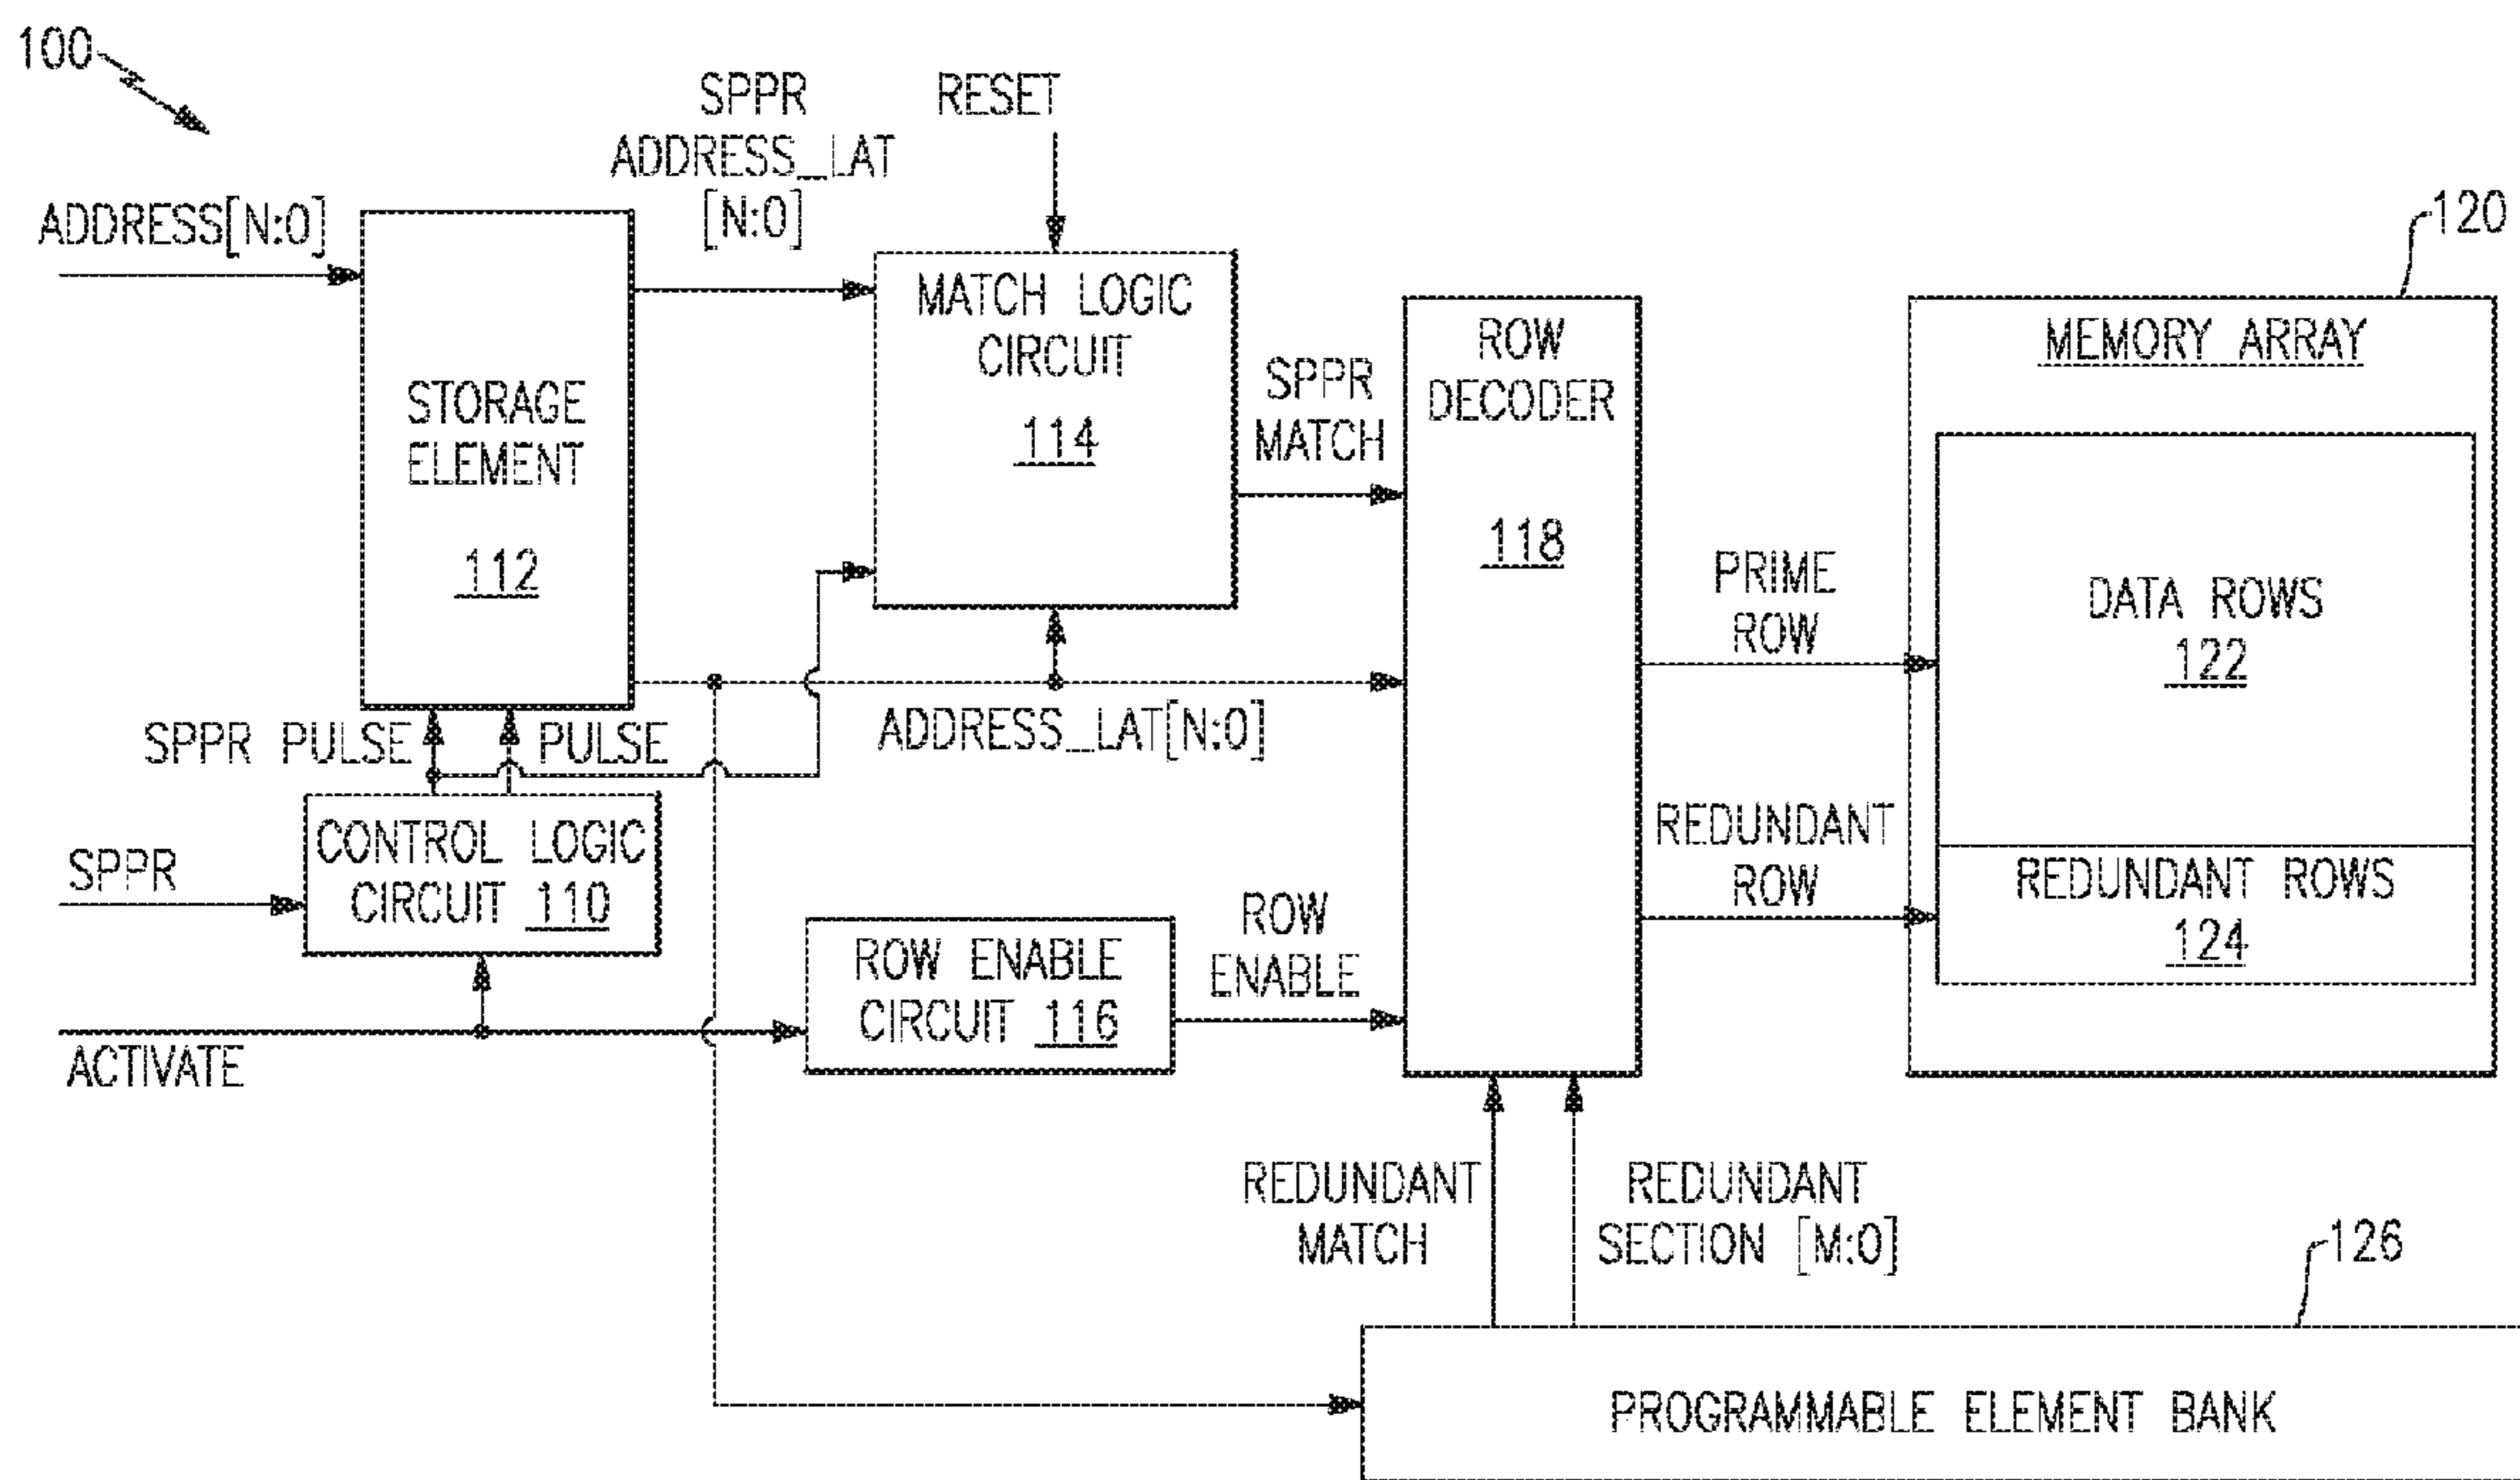 100
SPPR
ADDRESS_LAT
[N:0]
RESET
ADDRESS[N:0]
120
STORAGE
ELEMENT
112
MATCH LOGIC
CIRCUIT
114
SPPR
MATCH
ROW
DECODER
118
MEMORY ARRAY
PRIME
ROW
DATA ROWS
122
SPPR PULSE
PULSE
ADDRESS_LAT[N:0]
SPPR
CONTROL LOGIC
CIRCUIT 110
REDUNDANT
ROW
REDUNDANT ROWS
124
ROW ENABLE
CIRCUIT 116
ROW
ENABLE
ACTIVATE
REDUNDANT
MATCH
REDUNDANT
SECTION [M:0]
126
PROGRAMMABLE ELEMENT BANK